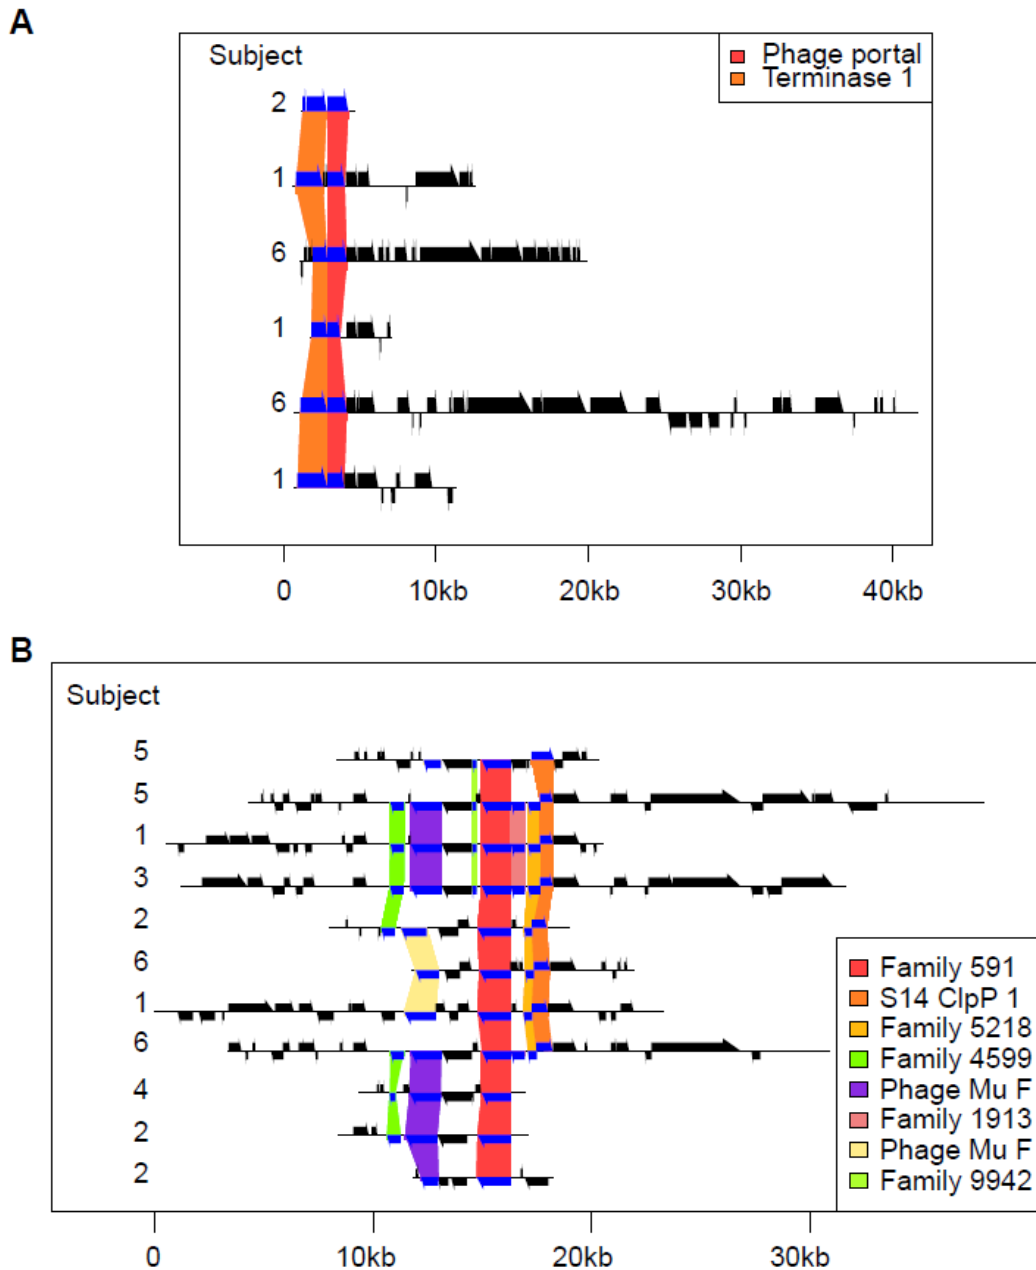 A
Subject
Phage portal
Terminase 1
2
1
6
1
6
1
0 10kb 20kb 30kb 40kb
B
Subject
5
5
1
3
2
6
1
6
4
2
2
Family 591
S14 ClpP 1
Family 5218
Family 4599
Phage Mu F
Family 1913
Phage Mu F
Family 9942
0 10kb 20kb 30kb